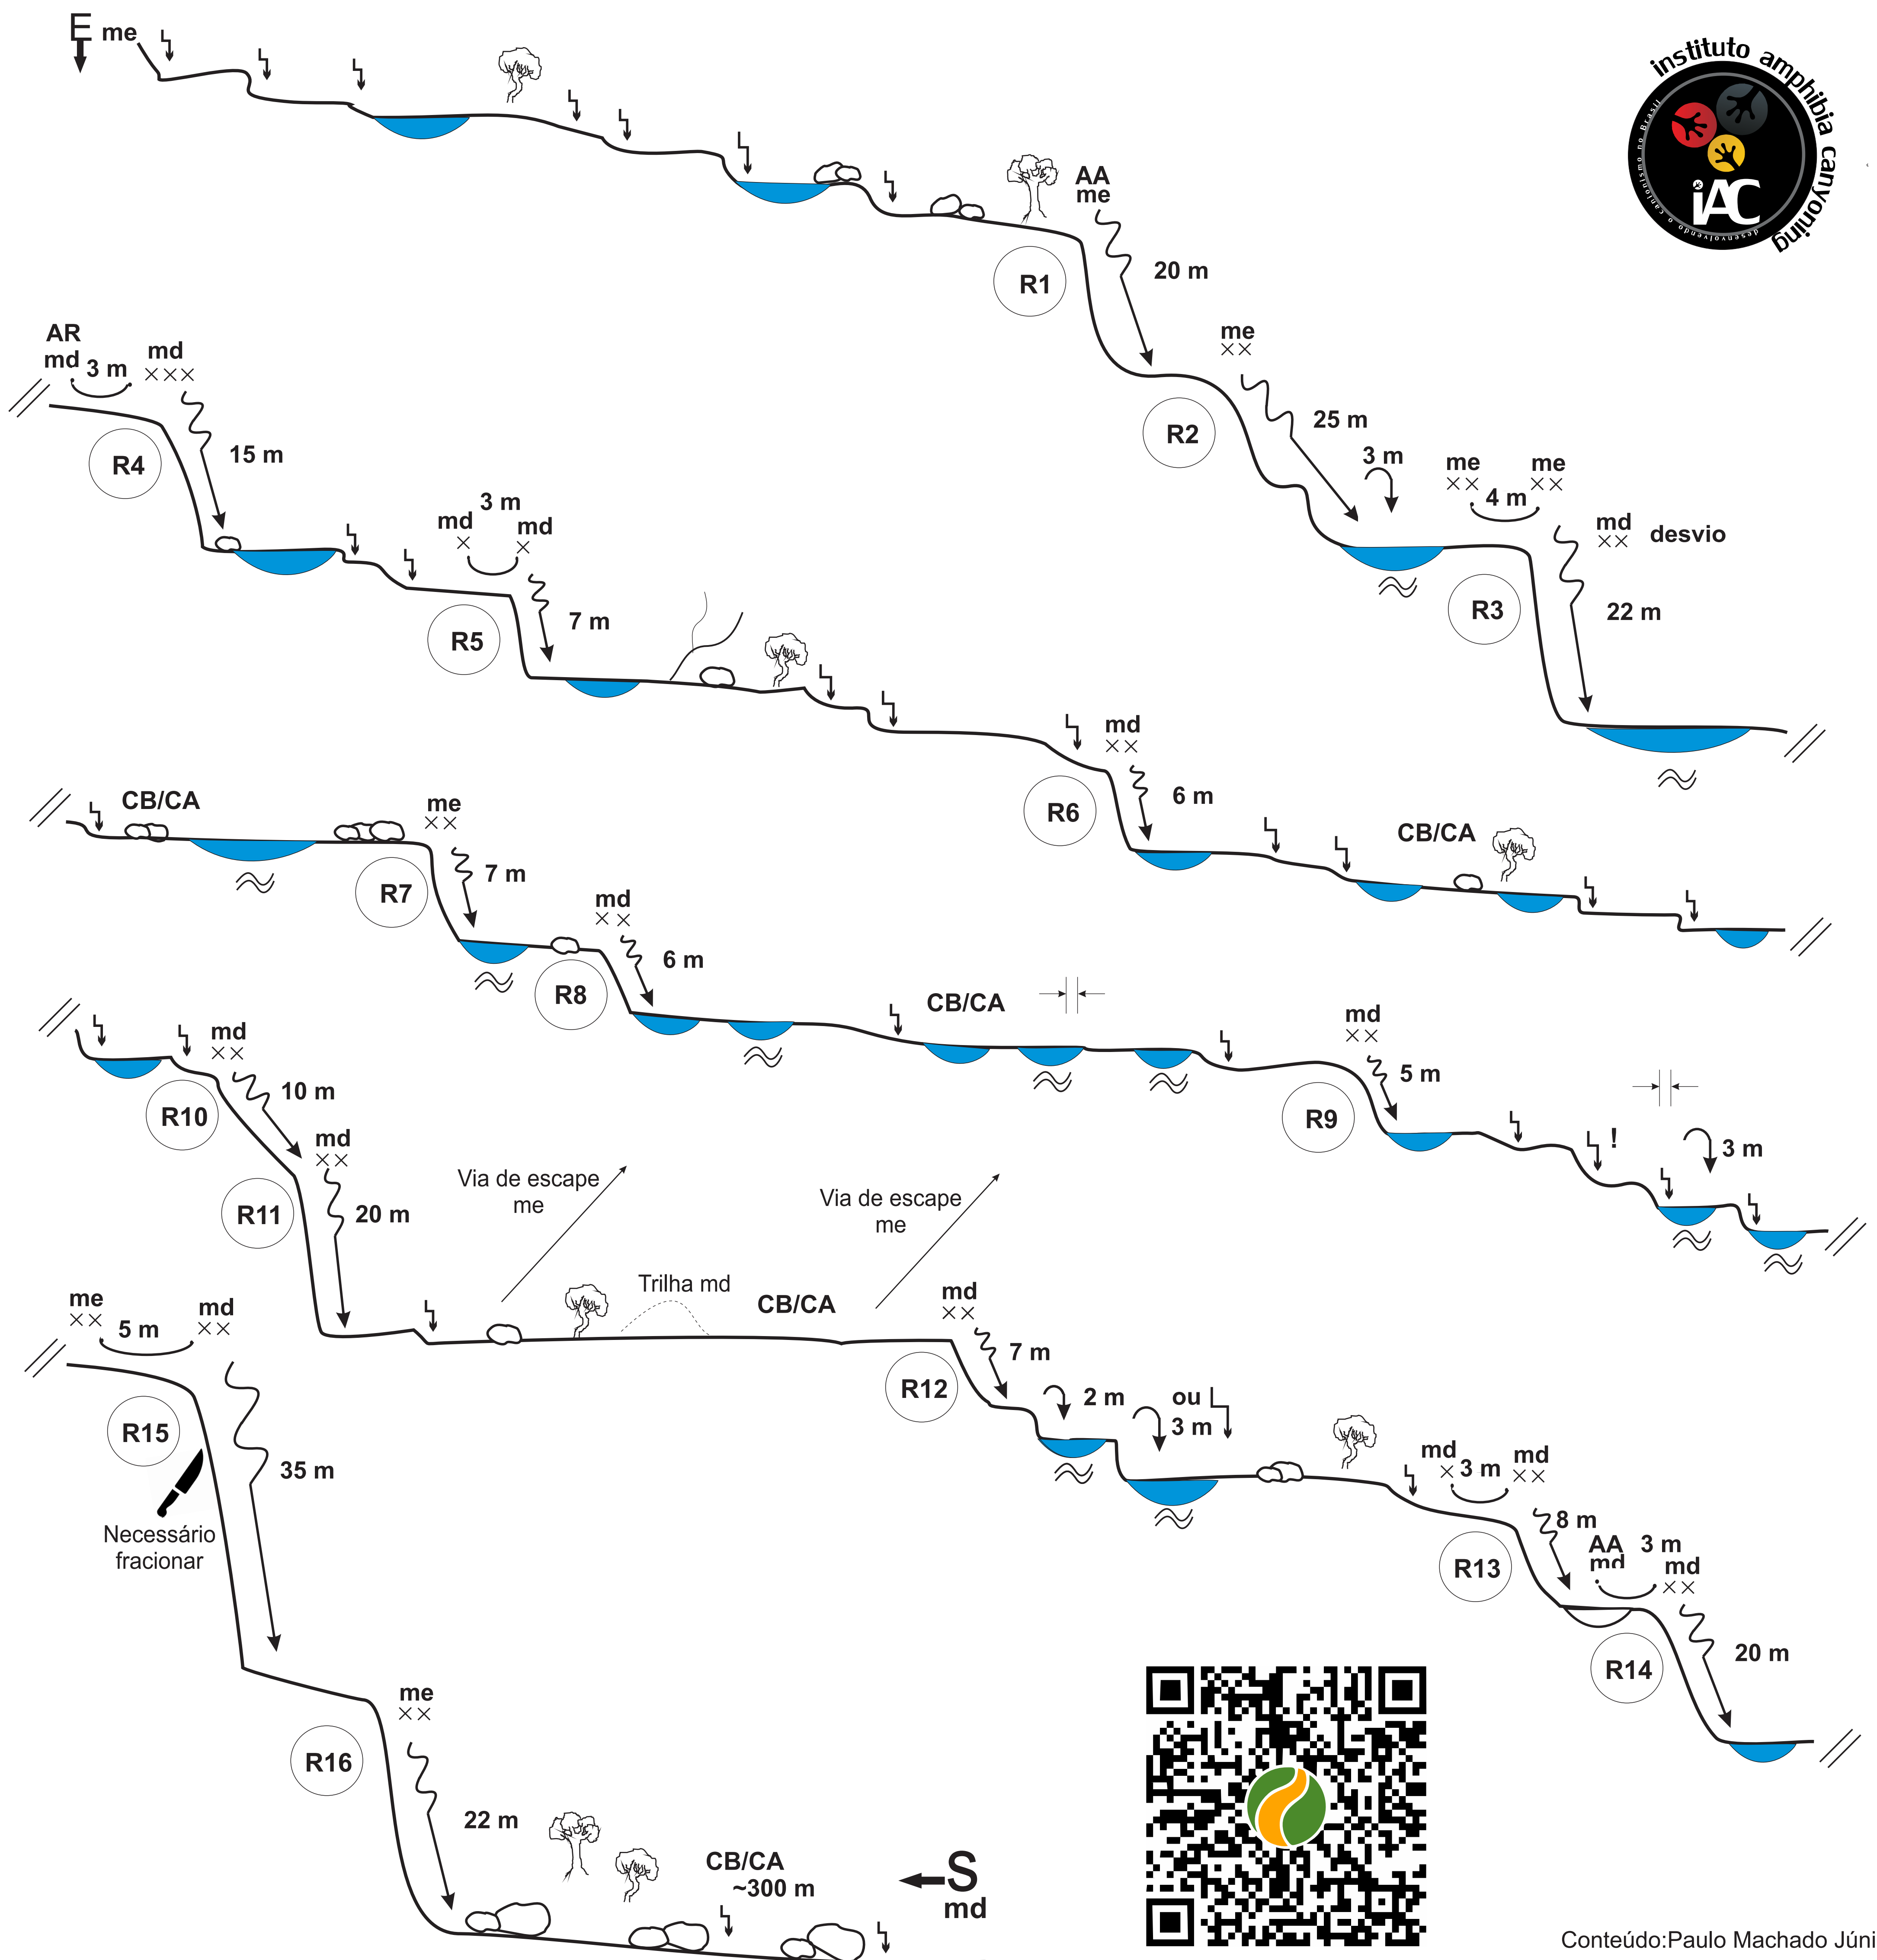 E me
instituto amphibia canyoning
desenvolvendo o canionismo no Brasil
iAC
AA
me
R1
20 m
me
××
R2
25 m
3 m
me
××
4 m
me
××
md
××
desvio
R3
22 m
AR
md
3 m
md
×××
R4
15 m
md
×
3 m
md
×
R5
7 m
md
××
R6
6 m
CB/CA
CB/CA
me
××
R7
7 m
md
××
R8
6 m
CB/CA
md
××
R9
5 m
!
3 m
md
××
R10
10 m
md
××
R11
20 m
Via de escape
me
Trilha md
CB/CA
Via de escape
me
md
××
R12
7 m
2 m
ou
3 m
md
×
3 m
md
××
R13
8 m
AA
md
3 m
md
××
R14
20 m
me
××
5 m
md
××
R15
35 m
Necessário
fracionar
me
××
R16
22 m
CB/CA
~300 m
S
md
Conteúdo:Paulo Machado Júni